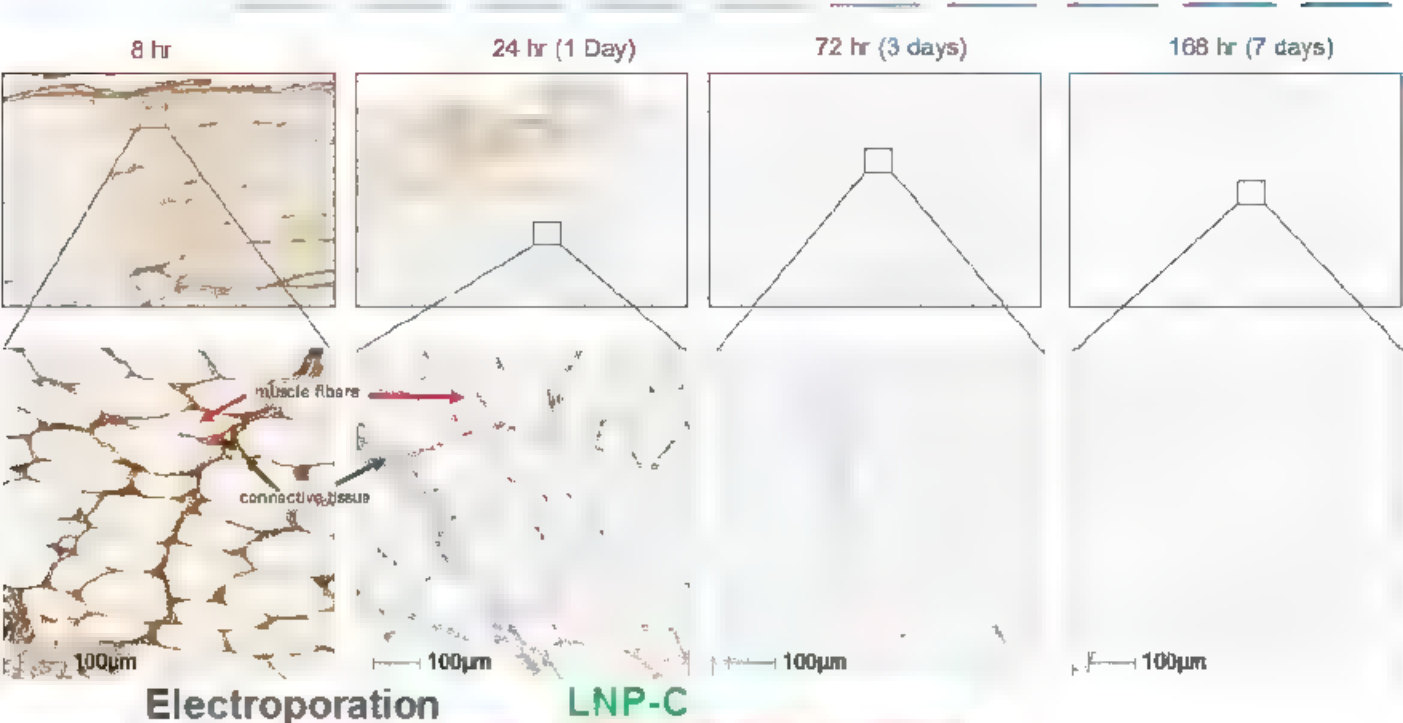 8 hr
24 hr (1 Day)
72 hr (3 days)
168 hr (7 days)
muscle fibers
connective tissue
100µm
100µm
100µm
100µm
Electroporation
LNP-C